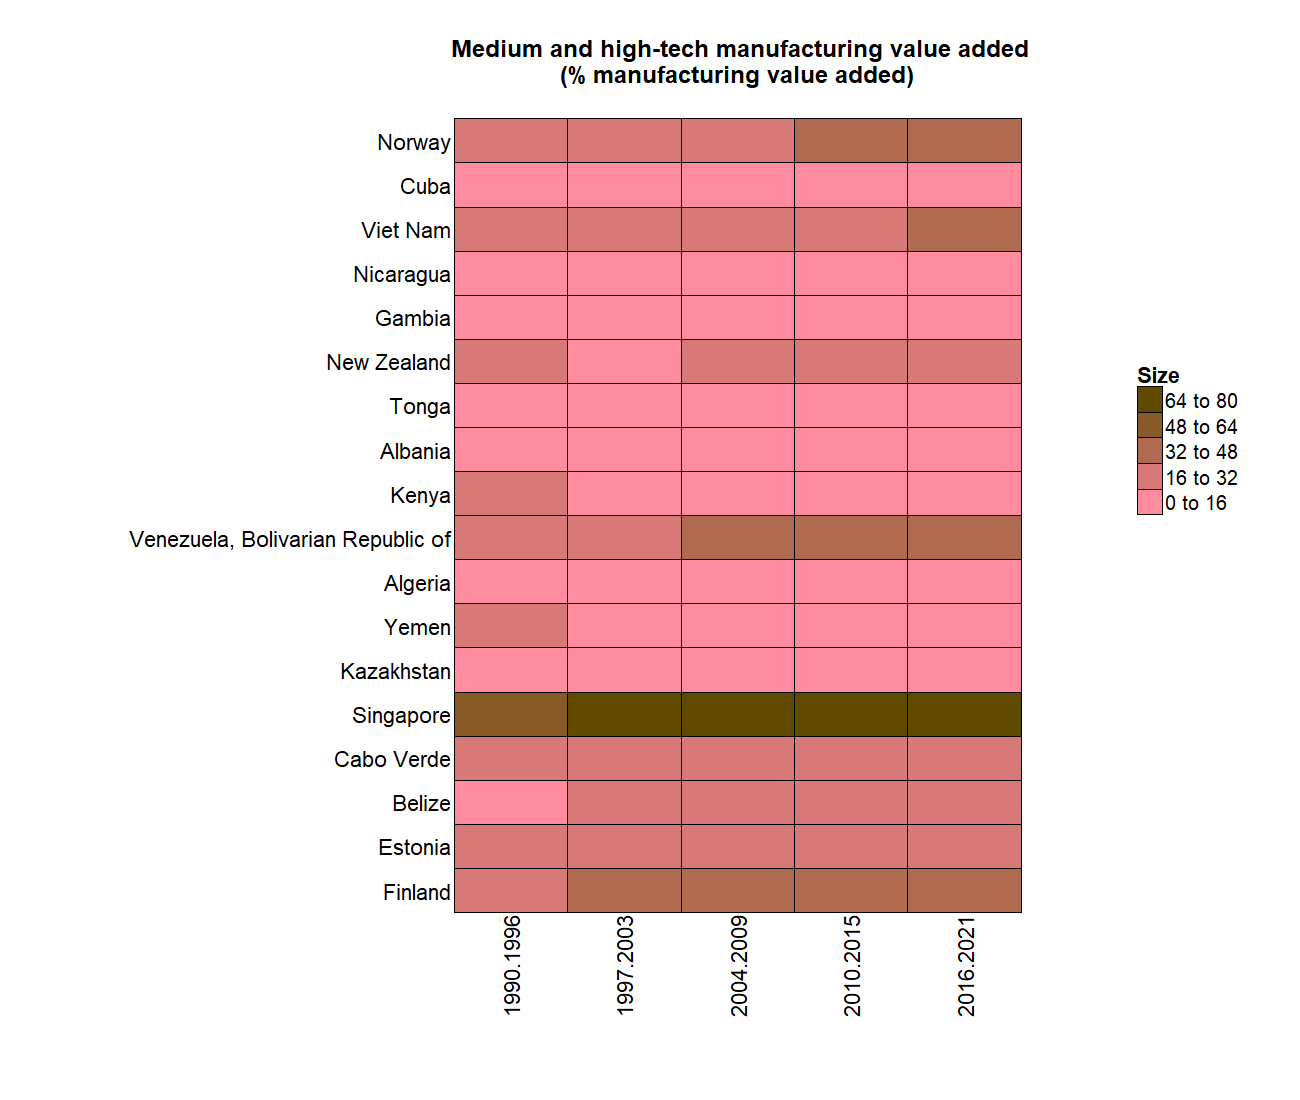 Medium and high-tech manufacturing value added
(% manufacturing value added)
Norway
Cuba
Viet Nam
Nicaragua
Gambia
New Zealand
Tonga
Albania
Kenya
Venezuela, Bolivarian Republic of
Algeria
Yemen
Kazakhstan
Singapore
Cabo Verde
Belize
Estonia
Finland
1990.1996
1997.2003
2004.2009
2010.2015
2016.2021
Size
64 to 80
48 to 64
32 to 48
16 to 32
0 to 16